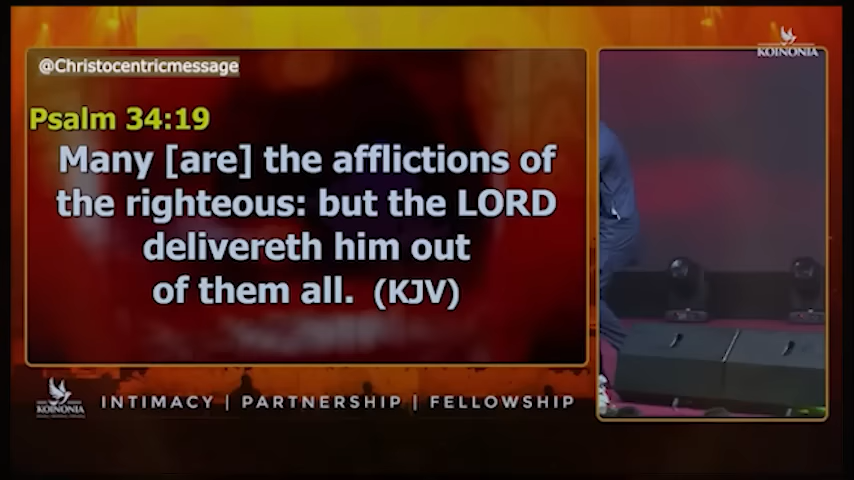 @Christocentricmessage
KOINONIA
Psalm 34:19
Many [are] the afflictions of
the righteous: but the LORD
delivereth him out
of them all. (KJV)
KOINONIA
INTIMACY | PARTNERSHIP | FELLOWSHIP